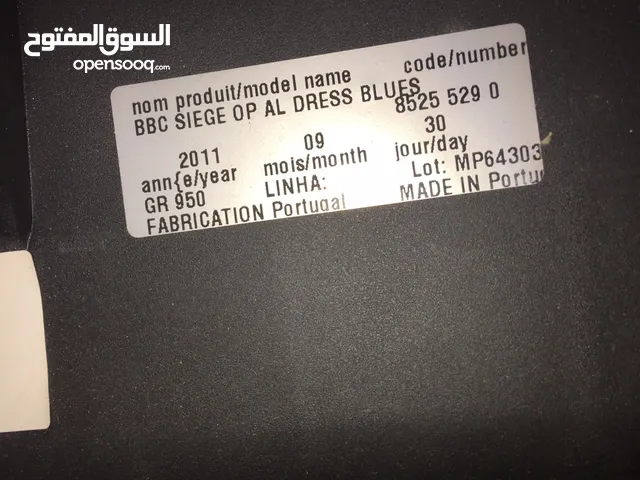 السوق المفتوح
opensooq.com
nom produit/model name code/number
BBC SIEGE OP AL DRESS BLUES 8525 529 0
2011 09 30
ann{e/year mois/month jour/day
GR 950 LINHA: Lot: MP64303
FABRICATION Portugal MADE IN